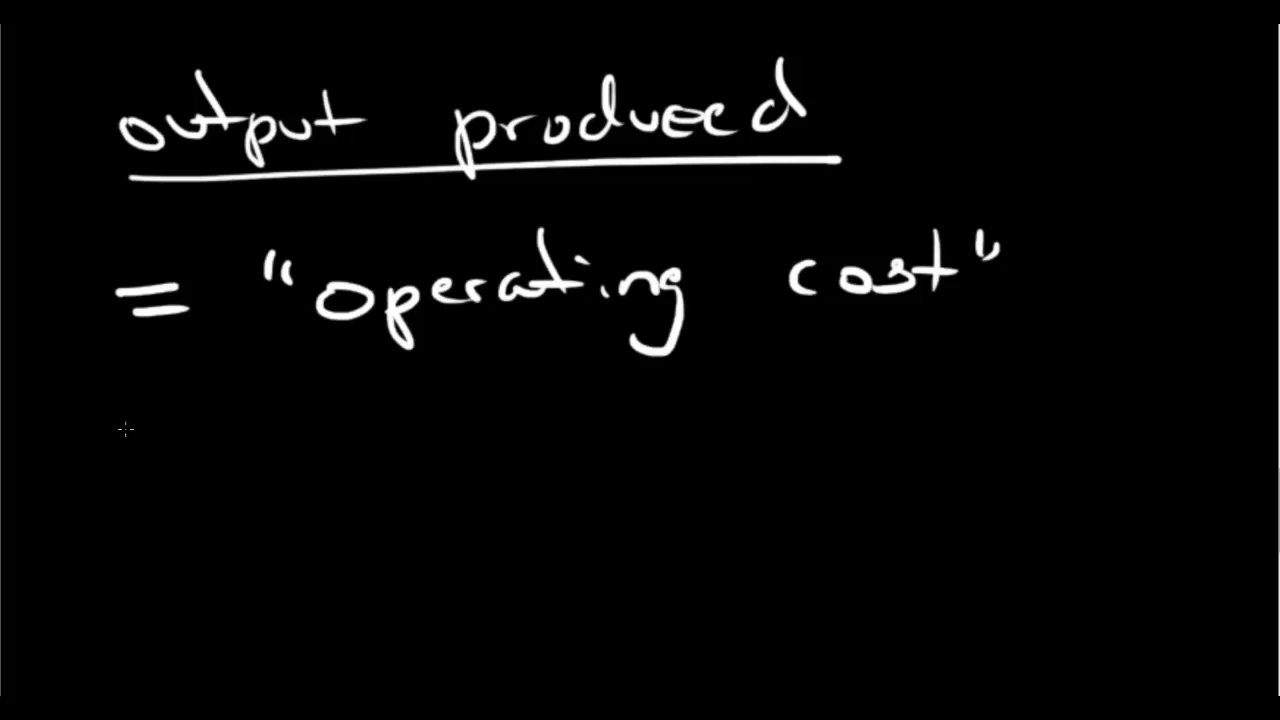 output produced
= "operating cost"